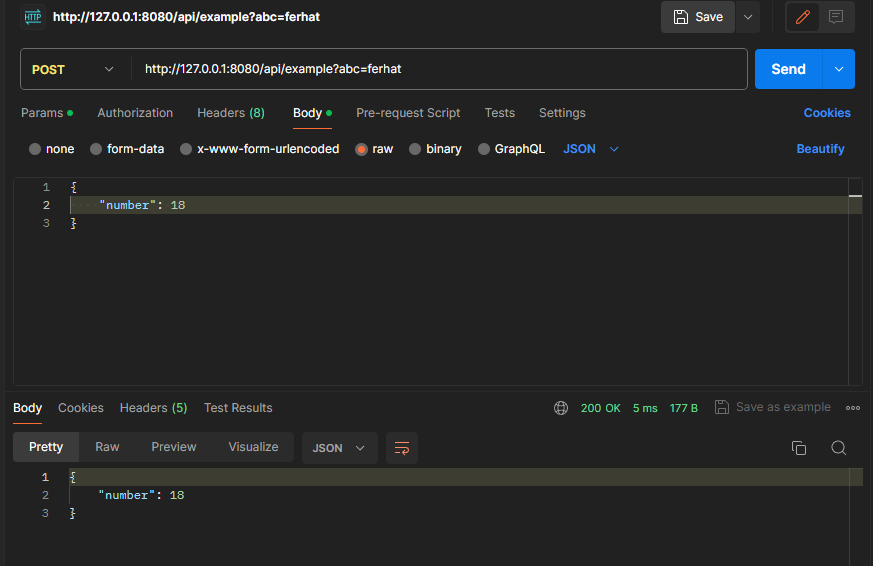 HTTP http://127.0.0.1:8080/api/example?abc=ferhat Save
POST http://127.0.0.1:8080/api/example?abc=ferhat Send
Params Authorization Headers (8) Body Pre-request Script Tests Settings Cookies
none form-data x-www-form-urlencoded raw binary GraphQL JSON Beautify
1 {
2 "number": 18
3 }
Body Cookies Headers (5) Test Results 200 OK 5 ms 177 B Save as example
Pretty Raw Preview Visualize JSON
1 {
2 "number": 18
3 }